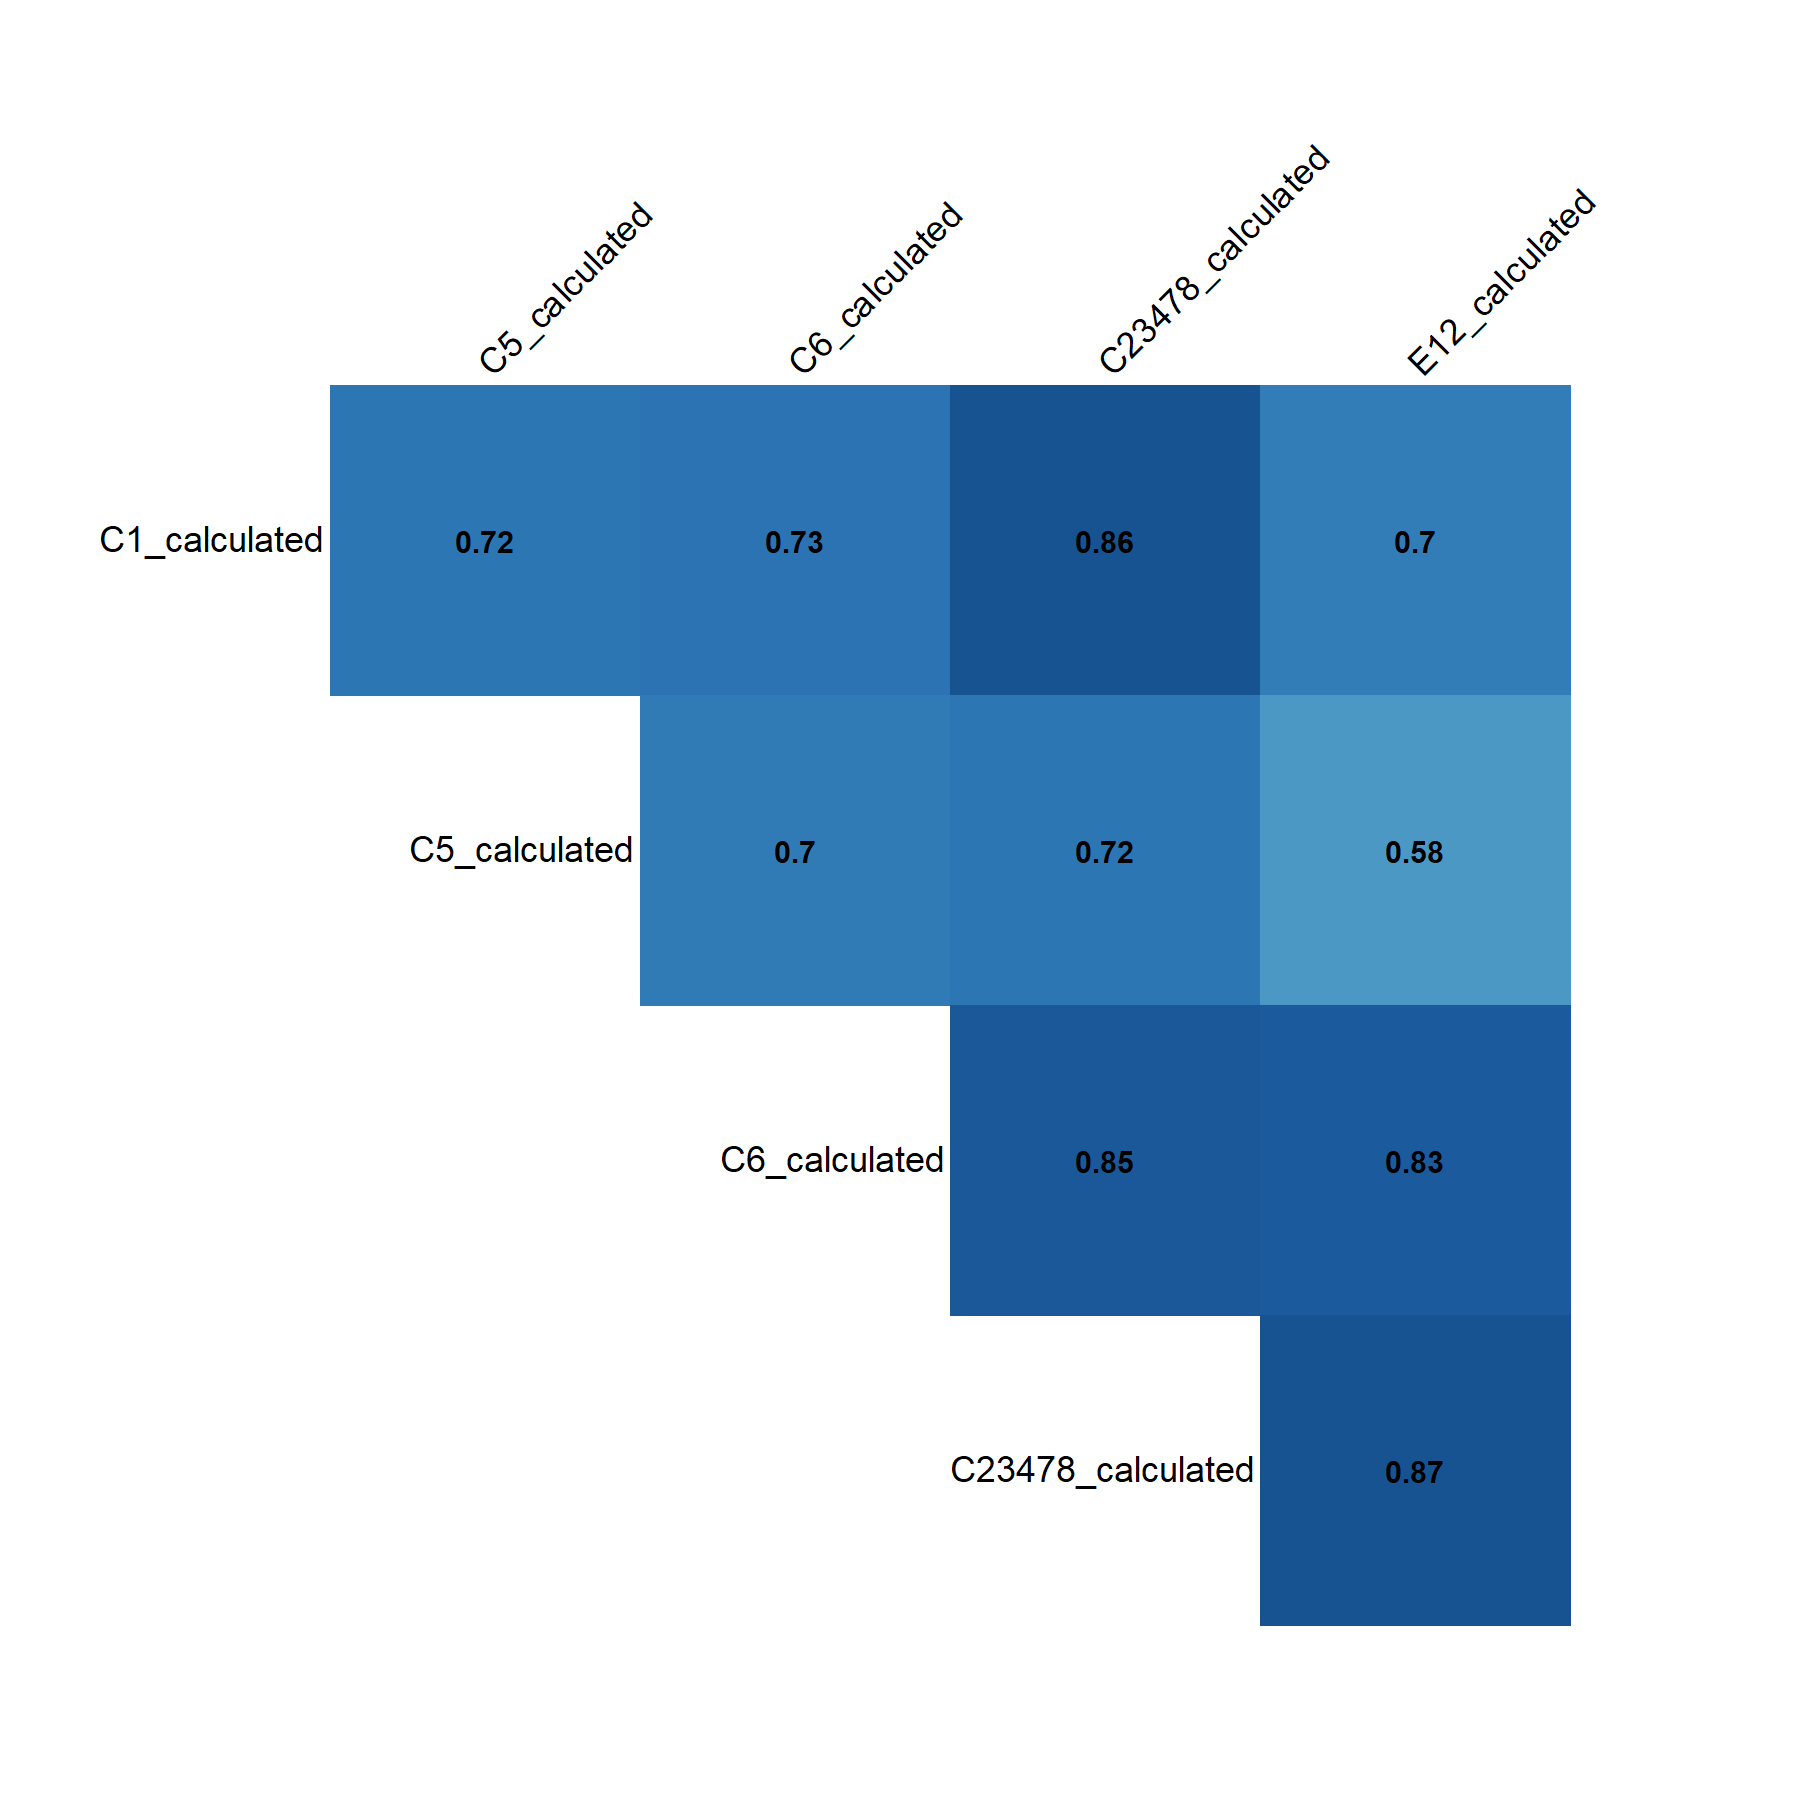 C5_calculated
C6_calculated
C23478_calculated
E12_calculated
C1_calculated 0.72 0.73 0.86 0.7
C5_calculated 0.7 0.72 0.58
C6_calculated 0.85 0.83
C23478_calculated 0.87